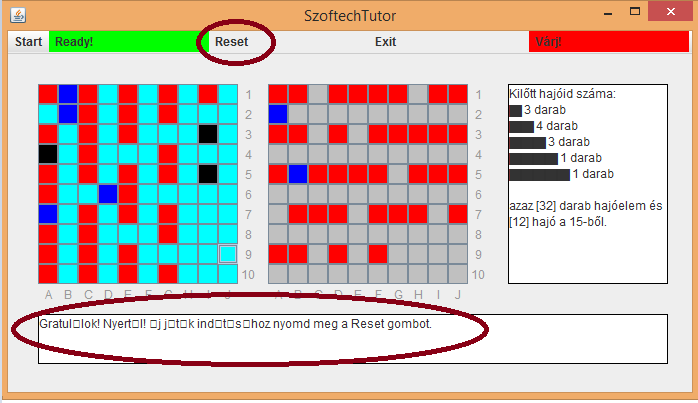 SzoftechTutor
Start Ready! Reset Exit Várj!
1 2 3 4 5 6 7 8 9 10
A B C D E F G H I J
1 2 3 4 5 6 7 8 9 10
A B C D E F G H I J
Kilőtt hajóid száma:
3 darab
4 darab
3 darab
1 darab
1 darab
azaz [32] darab hajóelem és
[12] hajó a 15-ből.
Gratul▯lok! Nyert▯l! ▯j j▯t▯k ind▯t▯s▯hoz nyomd meg a Reset gombot.